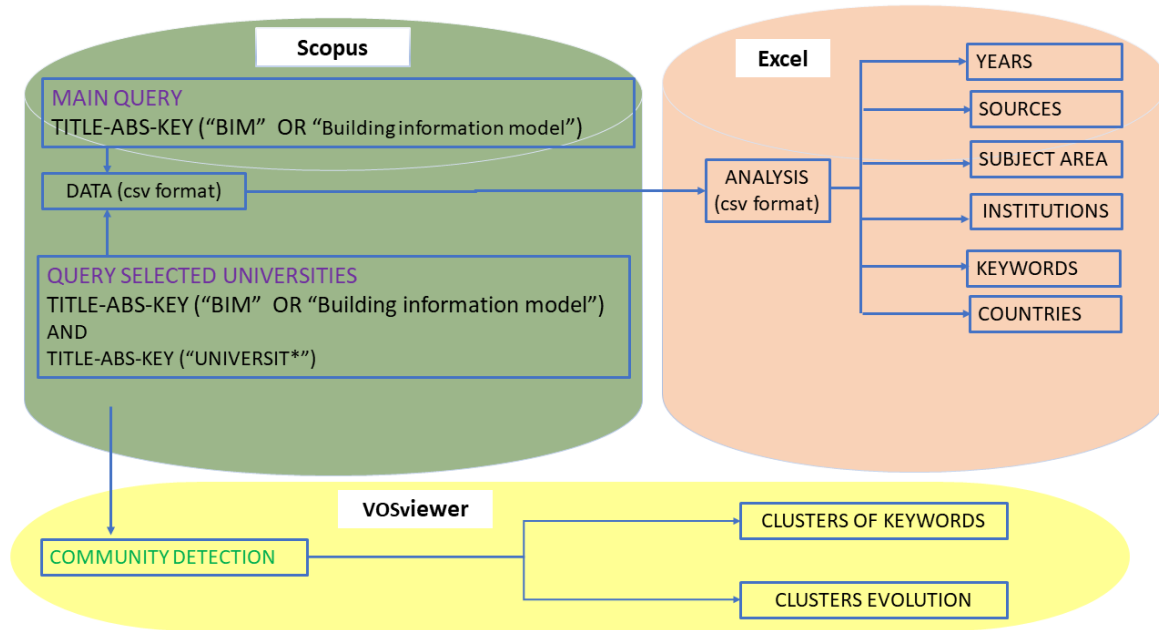 Scopus
MAIN QUERY
TITLE-ABS-KEY (“BIM” OR “Building information model”)
DATA (csv format)
QUERY SELECTED UNIVERSITIES
TITLE-ABS-KEY (“BIM” OR “Building information model”)
AND
TITLE-ABS-KEY (“UNIVERSIT*”)
Excel
ANALYSIS
(csv format)
YEARS
SOURCES
SUBJECT AREA
INSTITUTIONS
KEYWORDS
COUNTRIES
VOSviewer
COMMUNITY DETECTION
CLUSTERS OF KEYWORDS
CLUSTERS EVOLUTION